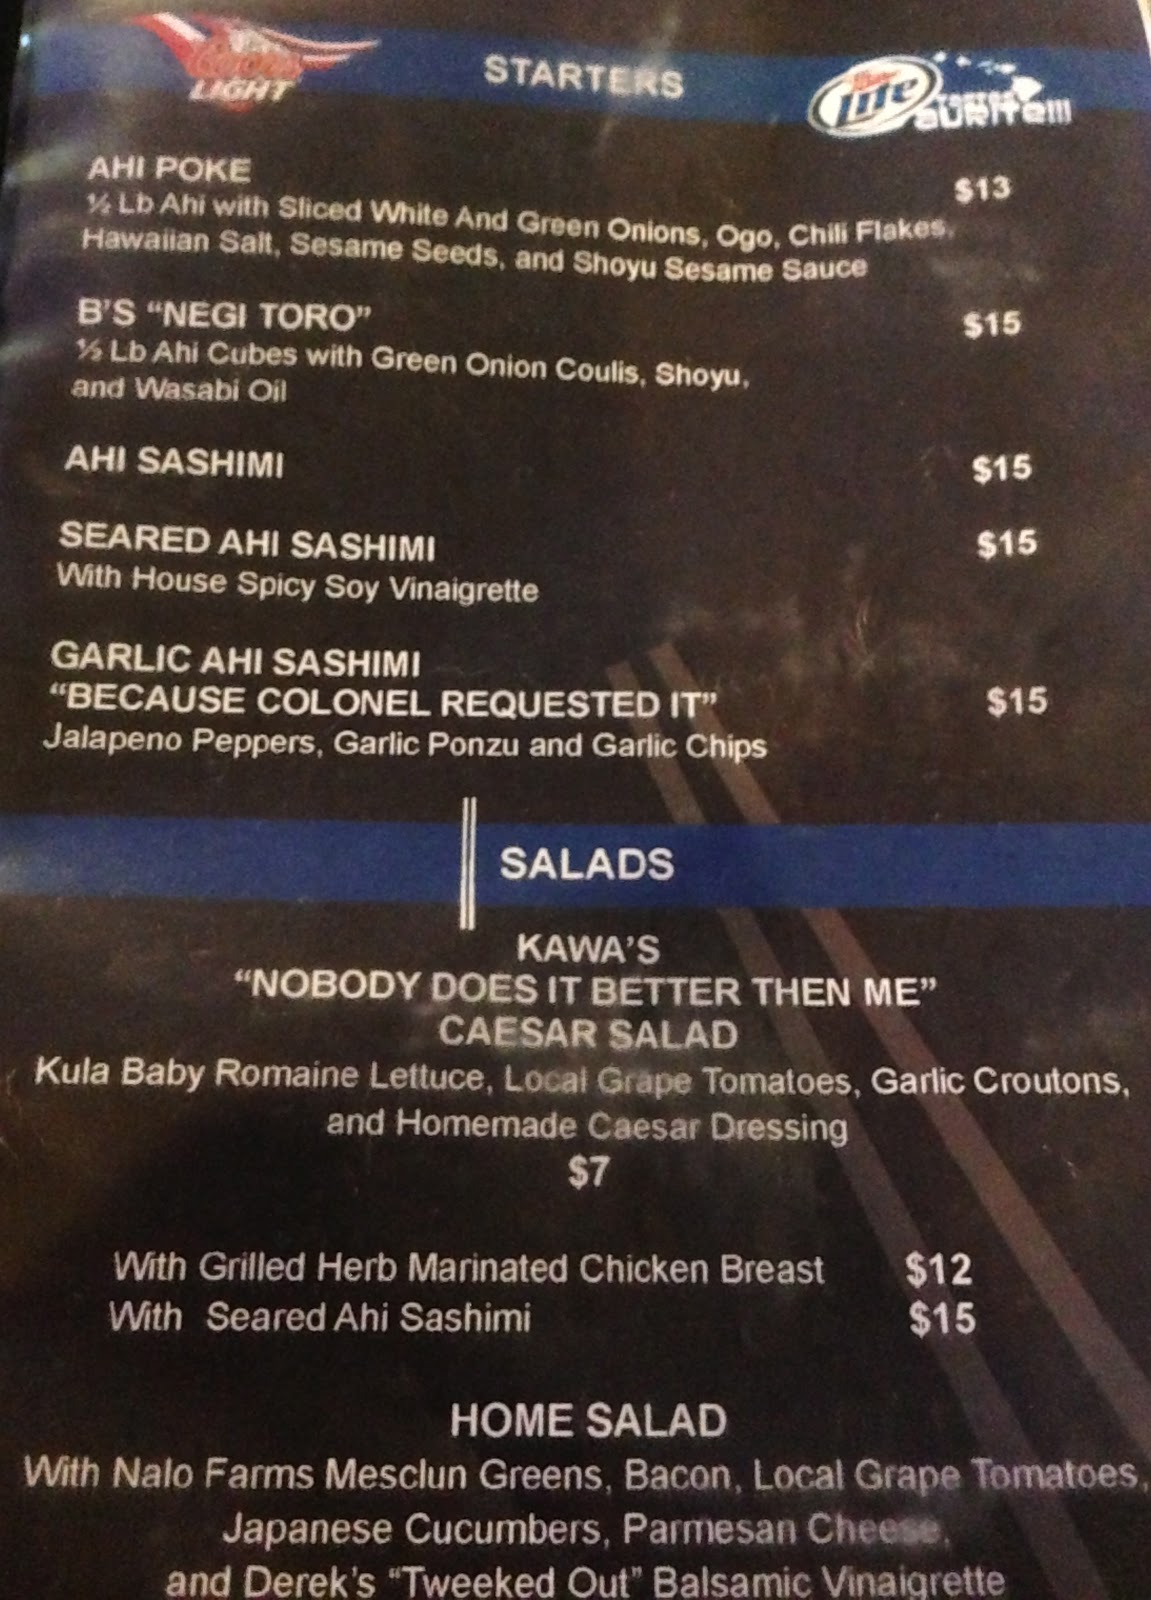 Coors
LIGHT
STARTERS
Miller
Lite
AHI POKE
$13
½ Lb Ahi with Sliced White And Green Onions, Ogo, Chili Flakes,
Hawaiian Salt, Sesame Seeds, and Shoyu Sesame Sauce
B'S “NEGI TORO”
$15
Lb Ahi Cubes with Green Onion Coulis, Shoyu,
and Wasabi Oil
AHI SASHIMI
$15
SEARED AHI SASHIMI
$15
With House Spicy Soy Vinaigrette
GARLIC AHI SASHIMI
“BECAUSE COLONEL REQUESTED IT”
$15
Jalapeno Peppers, Garlic Ponzu and Garlic Chips
SALADS
KAWA'S
“NOBODY DOES IT BETTER THEN ME”
CAESAR SALAD
Kula Baby Romaine Lettuce, Local Grape Tomatoes, Garlic Croutons,
and Homemade Caesar Dressing
$7
With Grilled Herb Marinated Chicken Breast $12
With Seared Ahi Sashimi $15
HOME SALAD
With Nalo Farms Mesclun Greens, Bacon, Local Grape Tomatoes,
Japanese Cucumbers, Parmesan Cheese,
and Derek's “Tweeked Out” Balsamic Vinaigrette